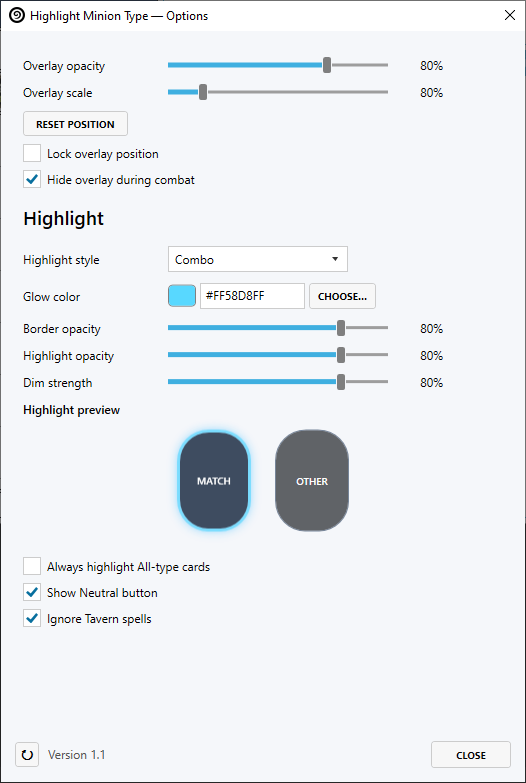 Highlight Minion Type — Options
Overlay opacity 80%
Overlay scale 80%
RESET POSITION
Lock overlay position
Hide overlay during combat
Highlight
Highlight style Combo
Glow color #FF58D8FF CHOOSE...
Border opacity 80%
Highlight opacity 80%
Dim strength 80%
Highlight preview
MATCH OTHER
Always highlight All-type cards
Show Neutral button
Ignore Tavern spells
Version 1.1 CLOSE